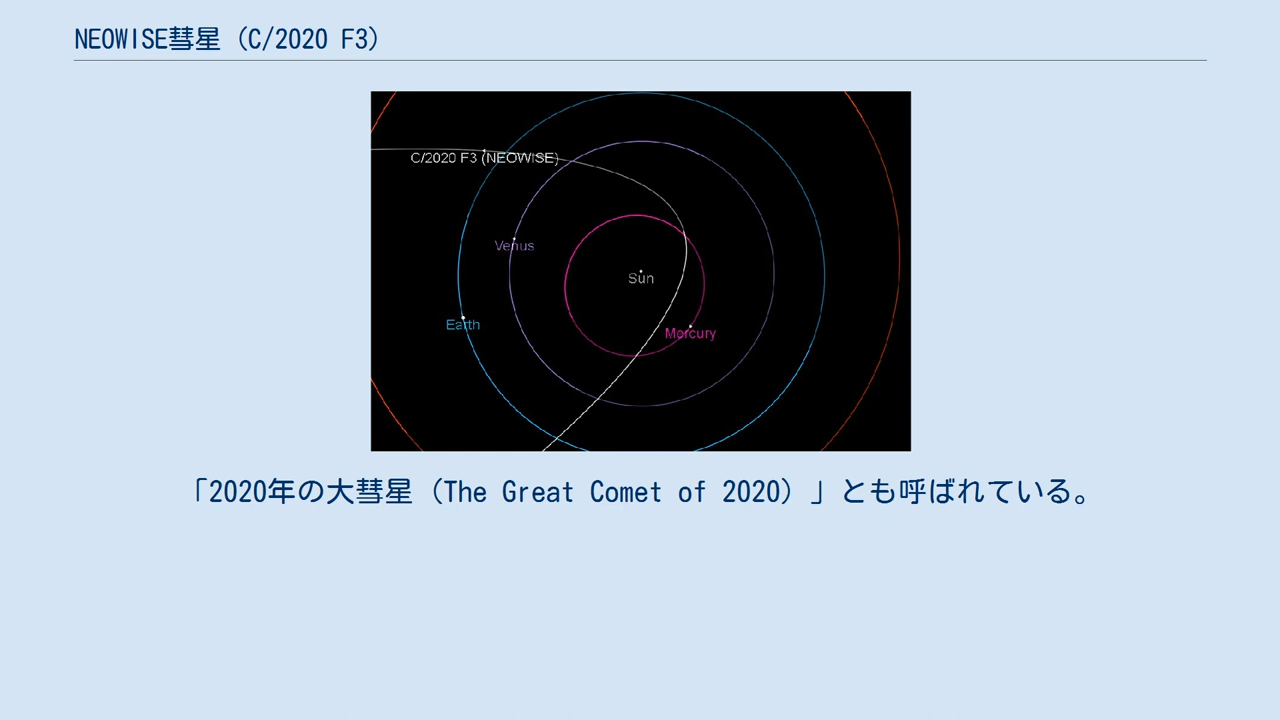 NEOWISE彗星（C/2020 F3）
C/2020 F3 (NEOWISE)
Venus
Sun
Earth
Mercury
「2020年の大彗星（The Great Comet of 2020）」とも呼ばれている。